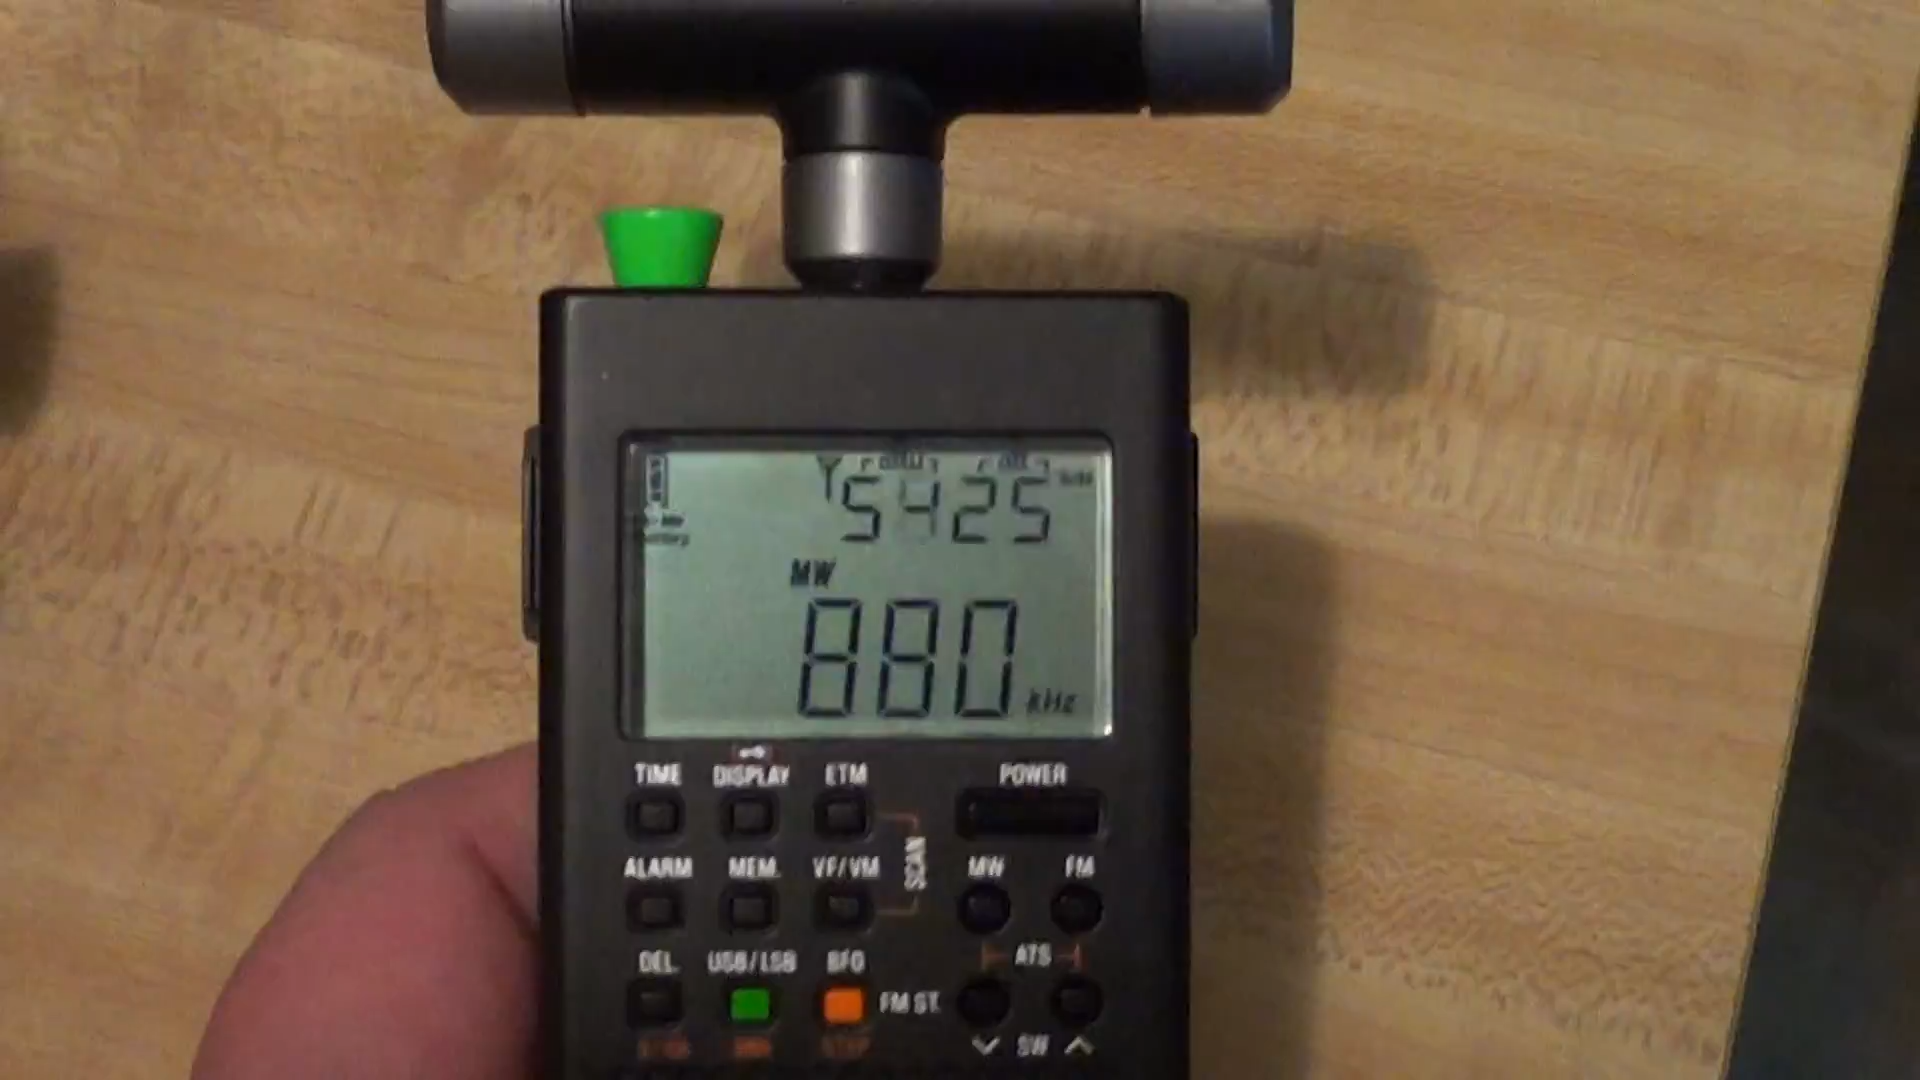 5425
MW
880 kHz
TIME DISPLAY ETM POWER
ALARM MEM. VF/VM SCAN MW FM
ATS
DEL. USB/LSB BFO
FM ST.
SW